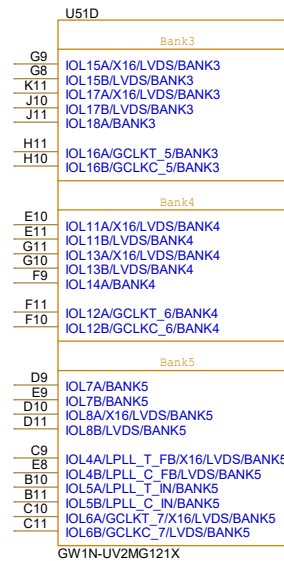 U51D
Bank3
G9 IOL15A/X16/LVDS/BANK3
G8 IOL15B/LVDS/BANK3
K11 IOL17A/X16/LVDS/BANK3
J10 IOL17B/LVDS/BANK3
J11 IOL18A/BANK3
H11 IOL16A/GCLKT_5/BANK3
H10 IOL16B/GCLKC_5/BANK3
Bank4
E10 IOL11A/X16/LVDS/BANK4
E11 IOL11B/LVDS/BANK4
G11 IOL13A/X16/LVDS/BANK4
G10 IOL13B/LVDS/BANK4
F9 IOL14A/BANK4
F11 IOL12A/GCLKT_6/BANK4
F10 IOL12B/GCLKC_6/BANK4
Bank5
D9 IOL7A/BANK5
E9 IOL7B/BANK5
D10 IOL8A/X16/LVDS/BANK5
D11 IOL8B/LVDS/BANK5
C9 IOL4A/LPLL_T_FB/X16/LVDS/BANK5
E8 IOL4B/LPLL_C_FB/LVDS/BANK5
B10 IOL5A/LPLL_T_IN/BANK5
B11 IOL5B/LPLL_C_IN/BANK5
C10 IOL6A/GCLKT_7/X16/LVDS/BANK5
C11 IOL6B/GCLKC_7/LVDS/BANK5
GW1N-UV2MG121X